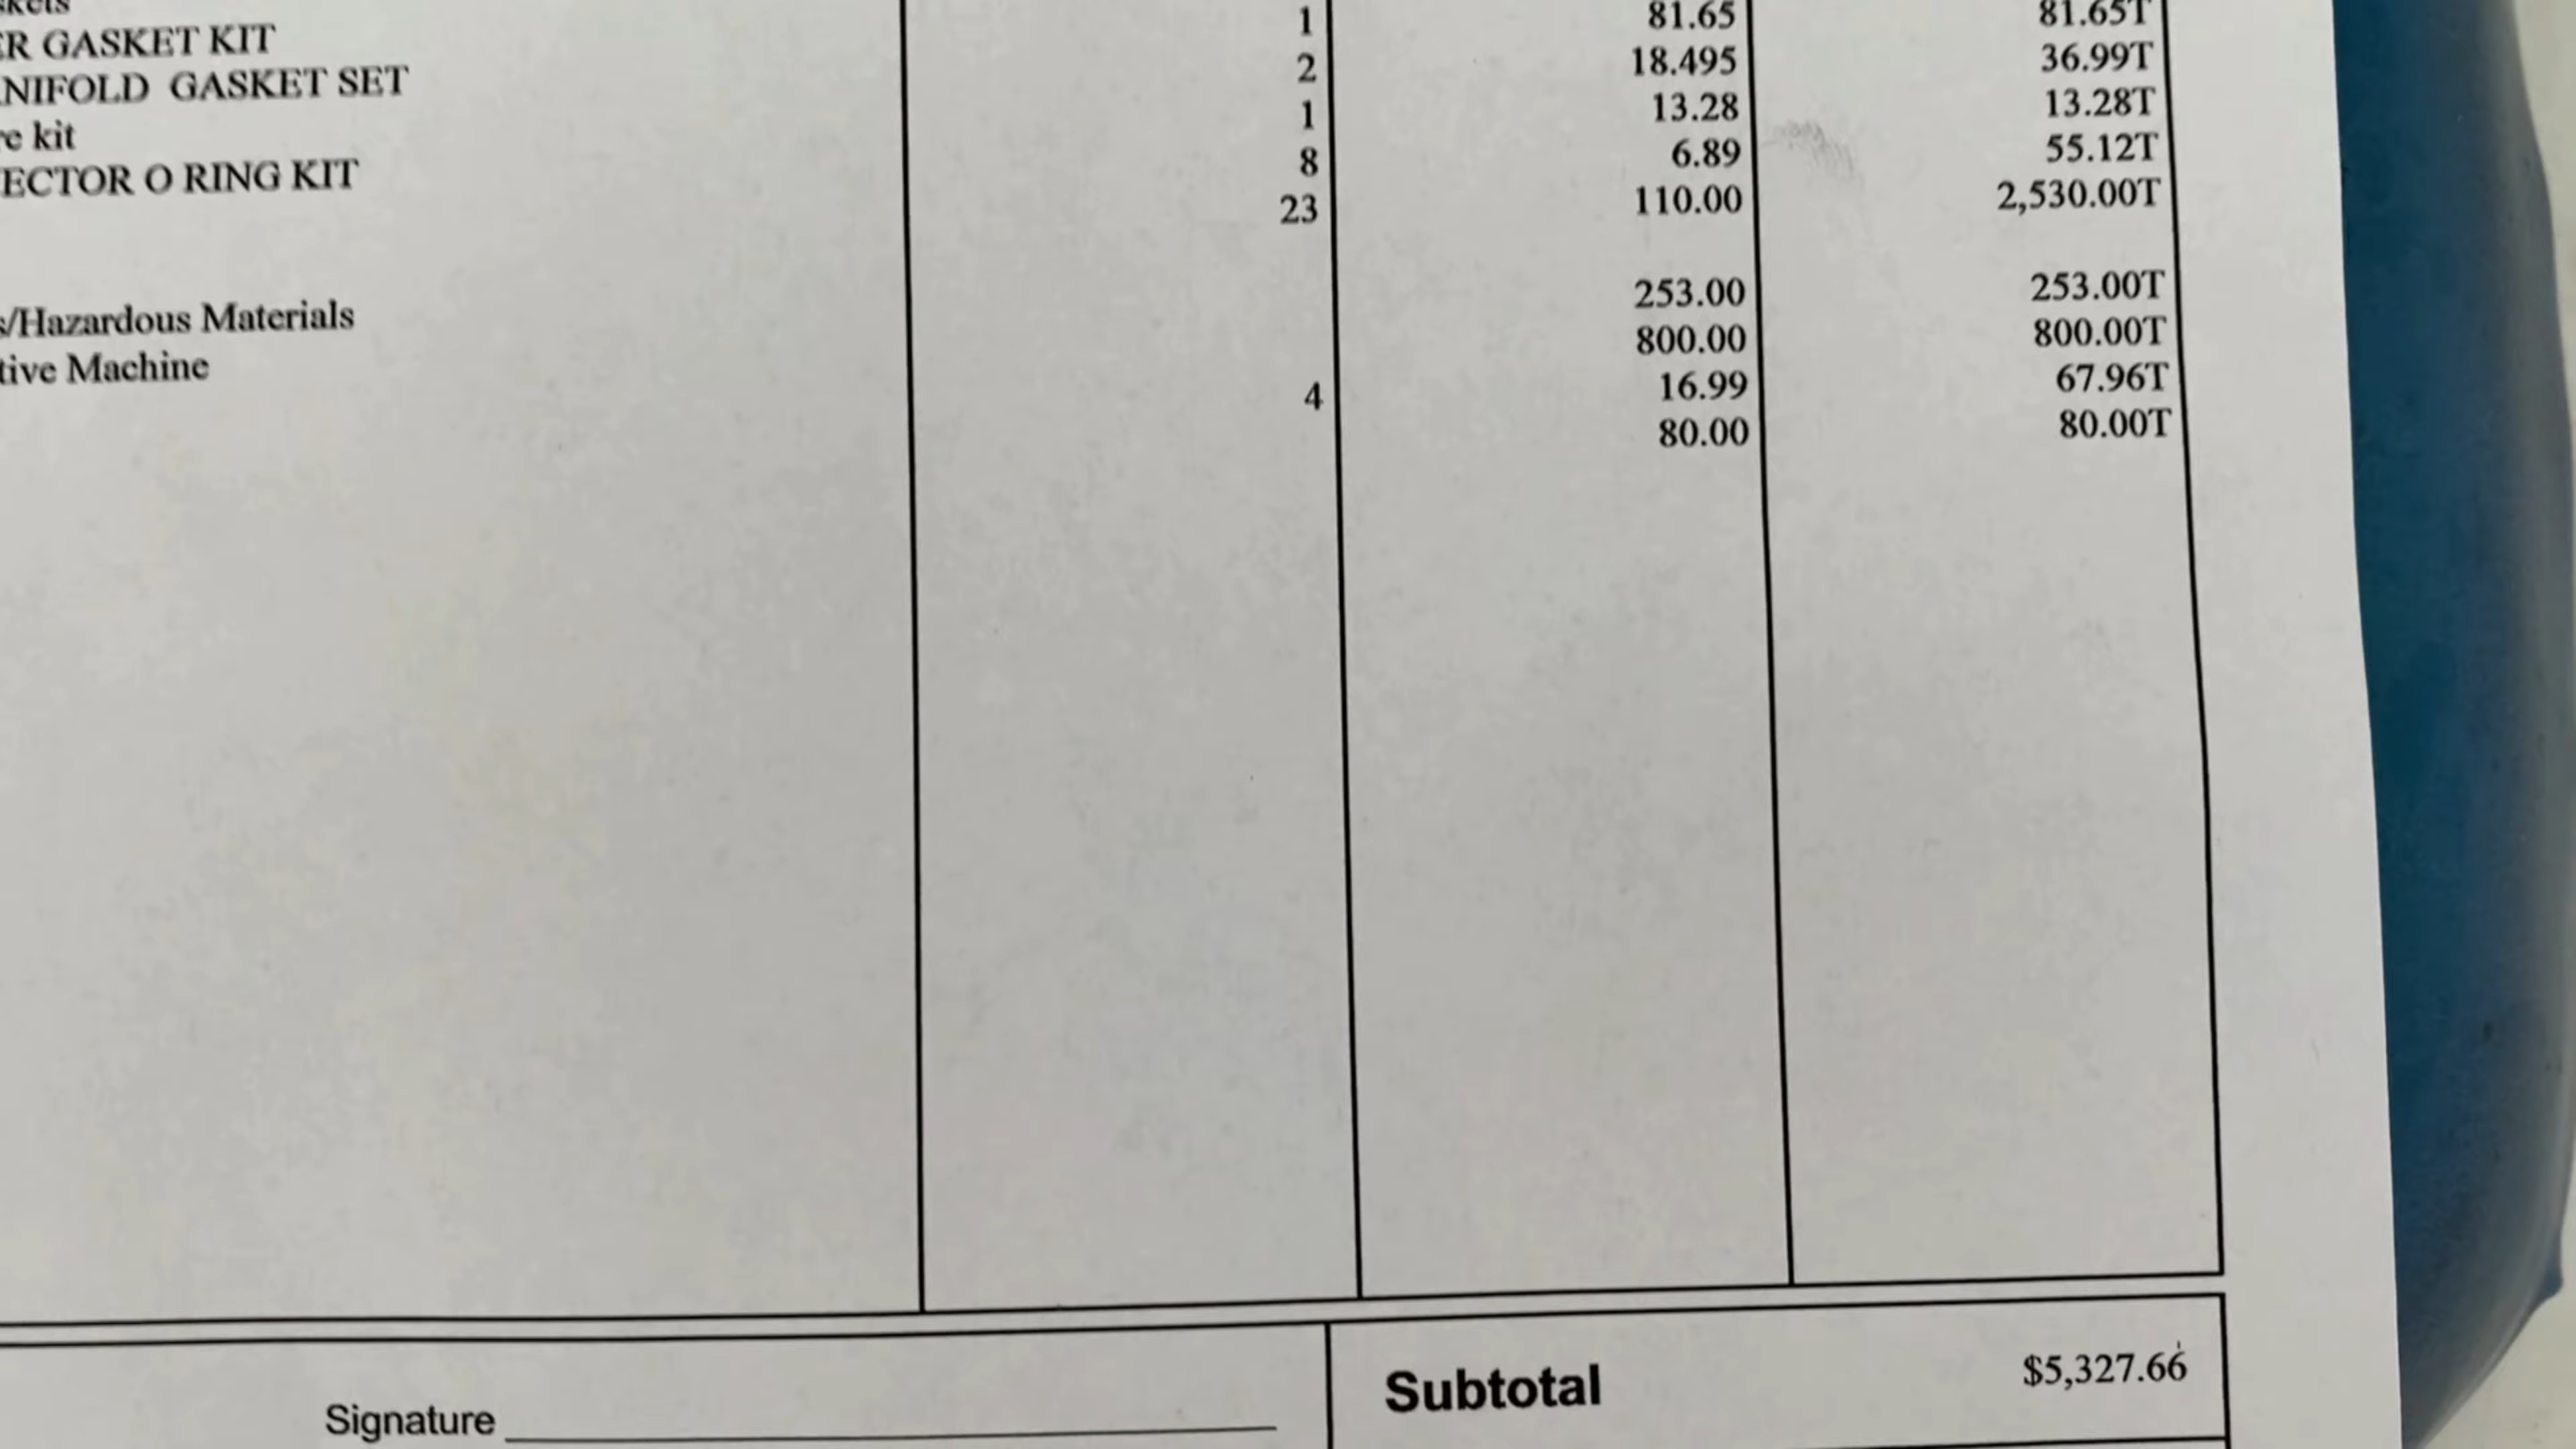 1 81.65 81.65T
ER GASKET KIT 2 18.495 36.99T
NIFOLD GASKET SET 1 13.28 13.28T
re kit 8 6.89 55.12T
ECTOR O RING KIT 23 110.00 2,530.00T
s/Hazardous Materials 253.00 253.00T
tive Machine 800.00 800.00T
4 16.99 67.96T
80.00 80.00T
Signature
Subtotal $5,327.66